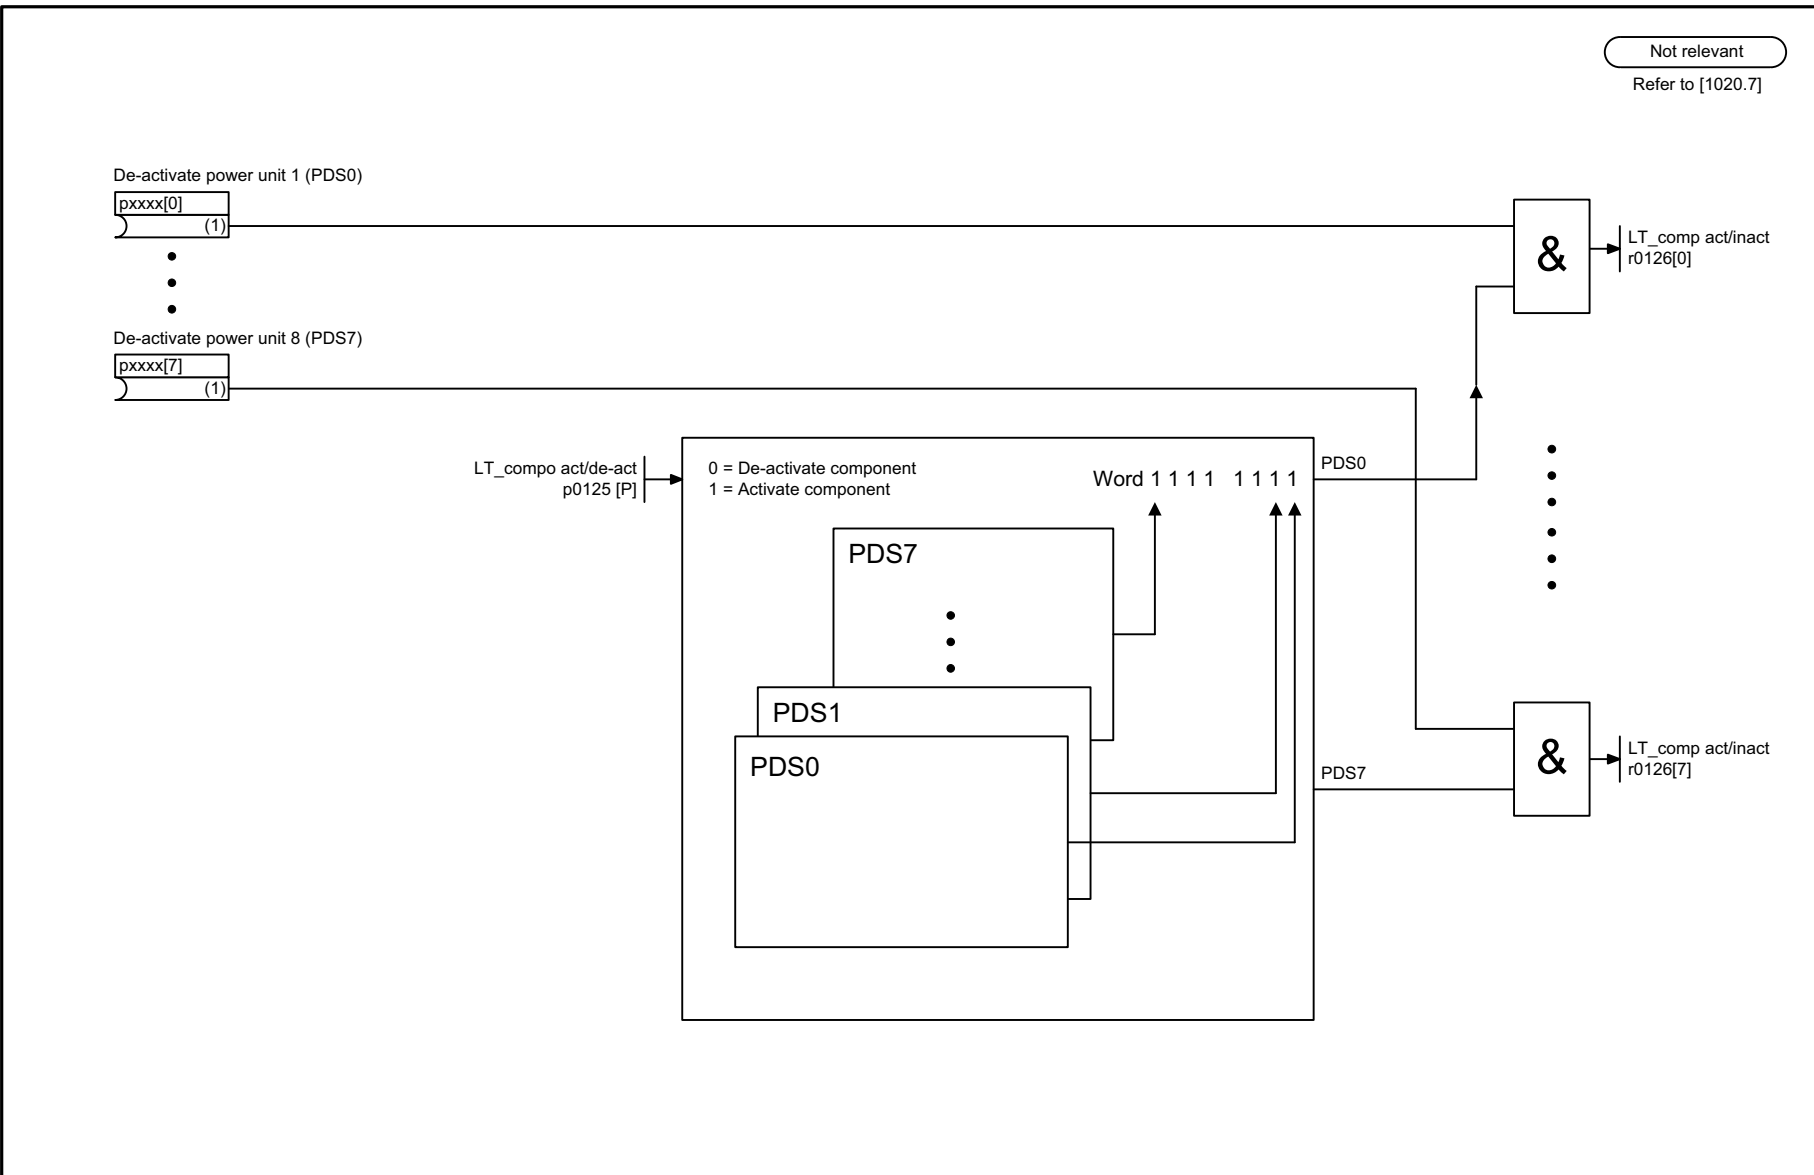 Not relevant
Refer to [1020.7]
De-activate power unit 1 (PDS0)
pxxxx[0]
(1)
&
LT_comp act/inact
r0126[0]
De-activate power unit 8 (PDS7)
pxxxx[7]
(1)
LT_compo act/de-act
p0125 [P]
0 = De-activate component
1 = Activate component
Word 1 1 1 1 1 1 1 1
PDS0
PDS7
PDS1
PDS0
PDS7
&
LT_comp act/inact
r0126[7]